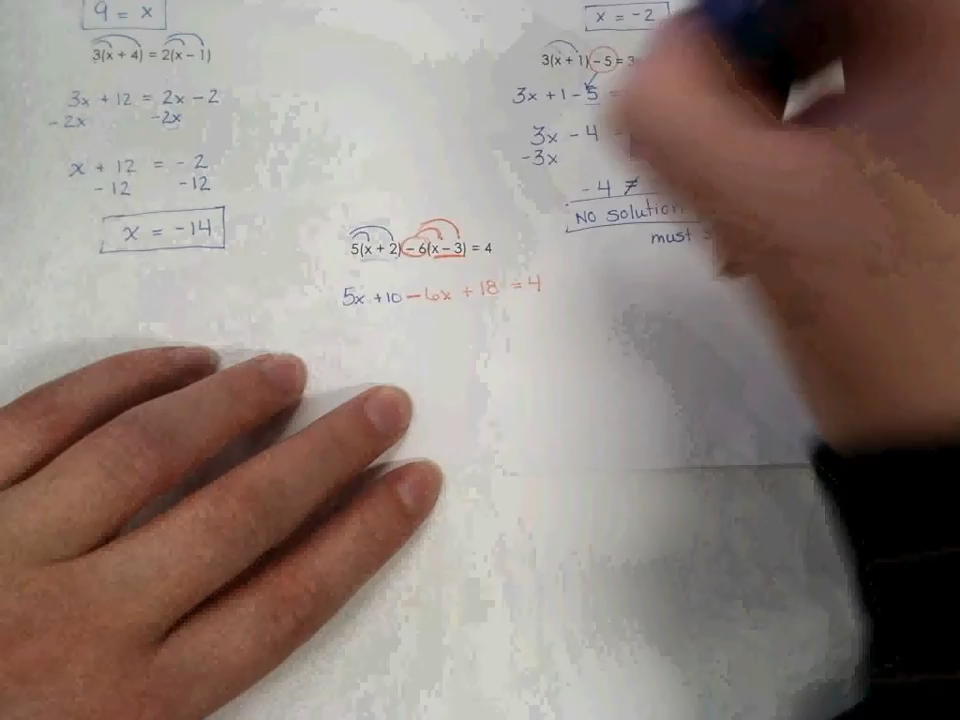 9 = x
3(x + 4) = 2(x − 1)
3x + 12 = 2x − 2
−2x −2x
x + 12 = −2
−12 −12
x = −14
x = −2
3(x + 1) − 5 = 3
3x + 1 − 5 =
3x − 4
−3x
−4 ≠
NO solution
must =
5(x + 2) − 6(x − 3) = 4
5x + 10 − 6x + 18 = 4